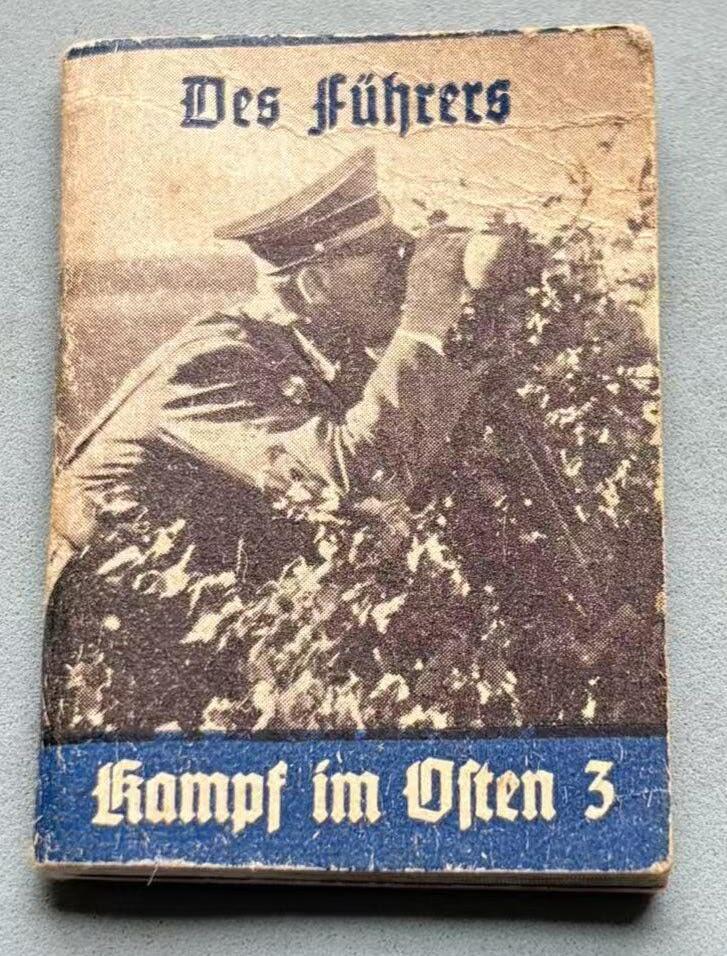 Des Führers
Kampf im Osten 3